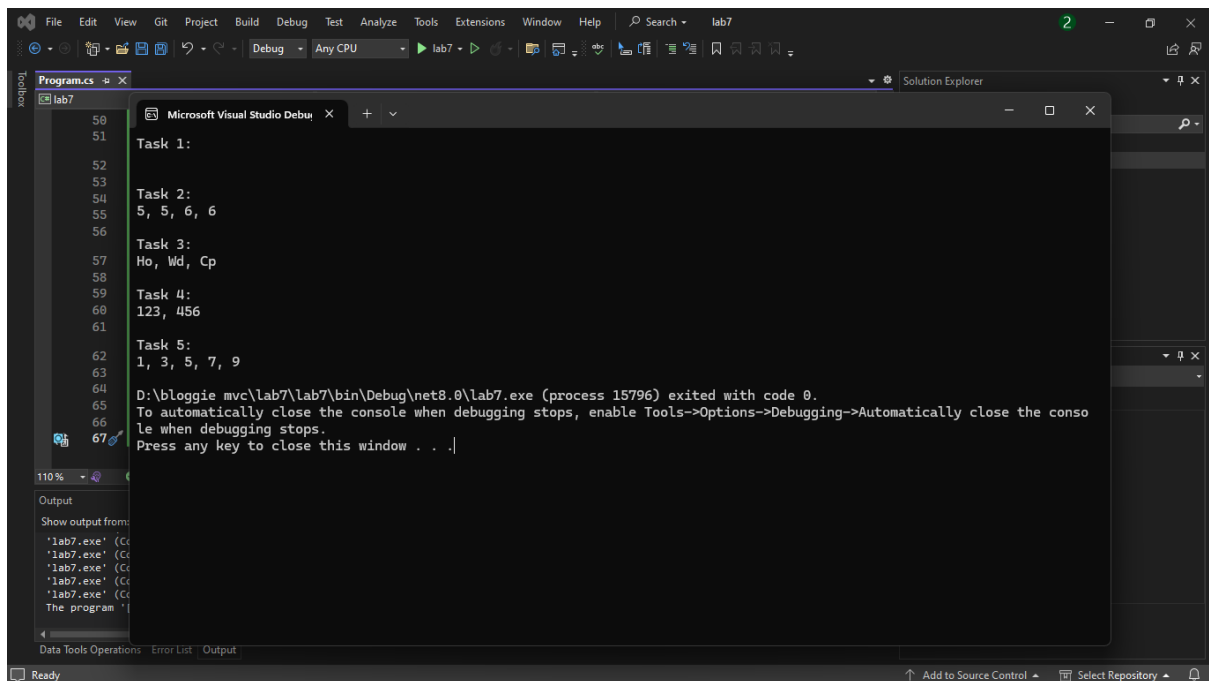 File Edit View Git Project Build Debug Test Analyze Tools Extensions Window Help Search lab7 2
Debug Any CPU lab7
Toolbox
Program.cs
Solution Explorer
C# lab7
Microsoft Visual Studio Debu
50
51
52
53
54
55
56
57
58
59
60
61
62
63
64
65
66
67
Task 1:
Task 2:
5, 5, 6, 6
Task 3:
Ho, Wd, Cp
Task 4:
123, 456
Task 5:
1, 3, 5, 7, 9
D:\bloggie mvc\lab7\lab7\bin\Debug\net8.0\lab7.exe (process 15796) exited with code 0.
To automatically close the console when debugging stops, enable Tools->Options->Debugging->Automatically close the conso
le when debugging stops.
Press any key to close this window . . .
110 %
Output
Show output from:
'lab7.exe' (Co
'lab7.exe' (Co
'lab7.exe' (Co
'lab7.exe' (Co
'lab7.exe' (Co
The program '[
Data Tools Operations Error List Output
Ready Add to Source Control Select Repository